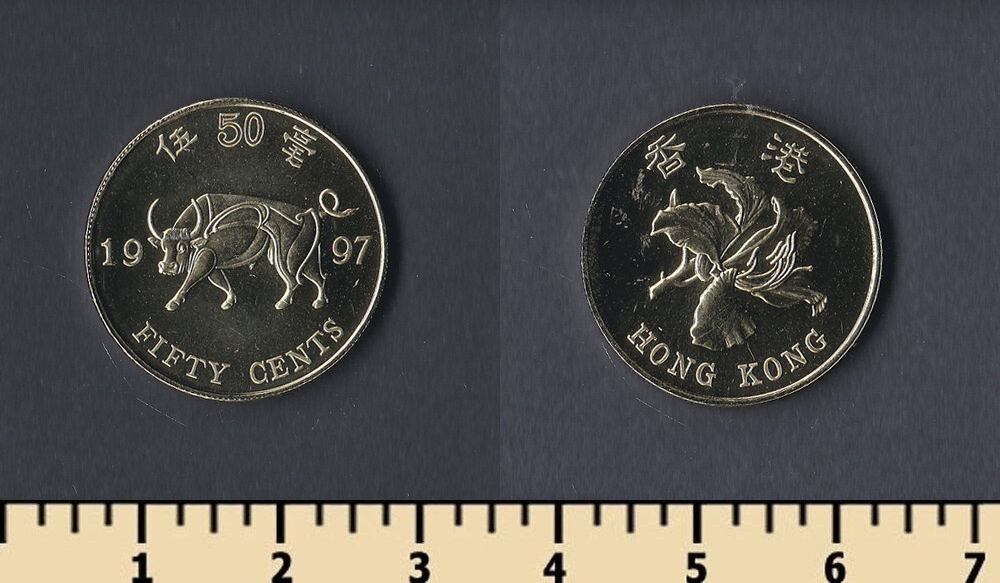 伍 50 毫
19 97
FIFTY CENTS
香 港
HONG KONG
1 2 3 4 5 6 7